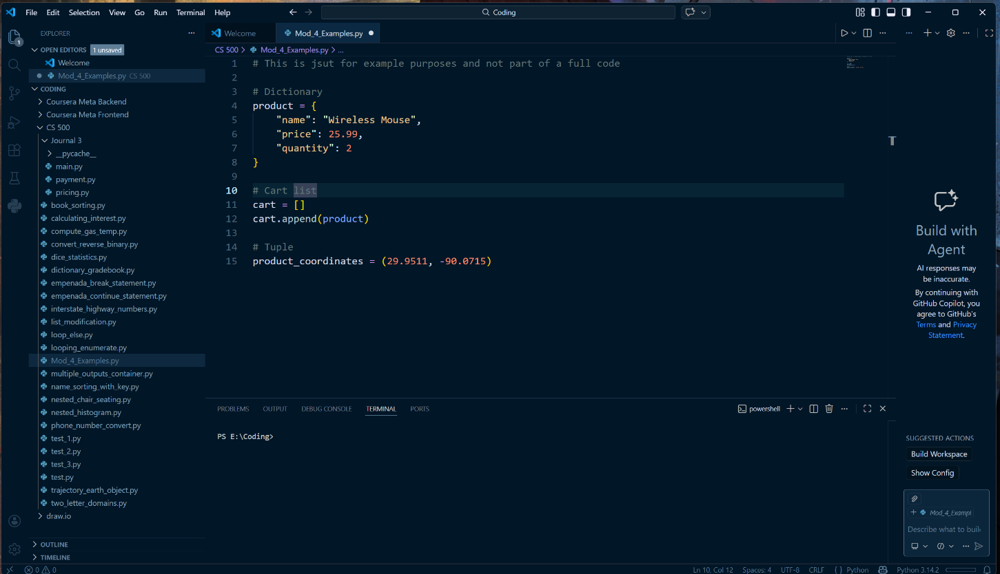 File Edit Selection View Go Run Terminal Help
Coding
EXPLORER
OPEN EDITORS 1 unsaved
Welcome
Mod_4_Examples.py CS 500
CODING
Coursera Meta Backend
Coursera Meta Frontend
CS 500
Journal 3
__pycache__
main.py
payment.py
pricing.py
book_sorting.py
calculating_interest.py
compute_gas_temp.py
convert_reverse_binary.py
dice_statistics.py
dictionary_gradebook.py
empenada_break_statement.py
empenada_continue_statement.py
interstate_highway_numbers.py
list_modification.py
loop_else.py
looping_enumerate.py
Mod_4_Examples.py
multiple_outputs_container.py
name_sorting_with_key.py
nested_chair_seating.py
nested_histogram.py
phone_number_convert.py
test_1.py
test_2.py
test_3.py
test.py
trajectory_earth_object.py
two_letter_domains.py
draw.io
OUTLINE
TIMELINE
1
Welcome
Mod_4_Examples.py
CS 500 > Mod_4_Examples.py > ...
1 # This is jsut for example purposes and not part of a full code
2
3 # Dictionary
4 product = {
5 "name": "Wireless Mouse",
6 "price": 25.99,
7 "quantity": 2
8 }
9
10 # Cart list
11 cart = []
12 cart.append(product)
13
14 # Tuple
15 product_coordinates = (29.9511, -90.0715)
PROBLEMS OUTPUT DEBUG CONSOLE TERMINAL PORTS
powershell
PS E:\Coding>
T
Build with
Agent
AI responses may
be inaccurate.
By continuing with
GitHub Copilot, you
agree to GitHub's
Terms and Privacy
Statement.
SUGGESTED ACTIONS
Build Workspace
Show Config
Mod_4_Exampl
Describe what to buil
0 0
Ln 10, Col 12 Spaces: 4 UTF-8 CRLF { } Python Python 3.14.2